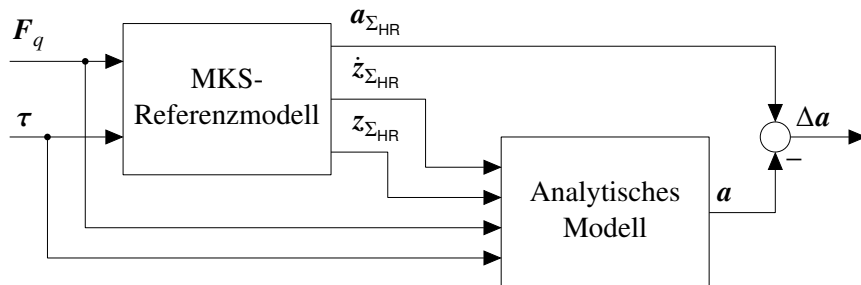 𝑭_q
τ
MKS-
Referenzmodell
a_Σ_HR
ż_Σ_HR
z_Σ_HR
Analytisches
Modell
a
Δa
−